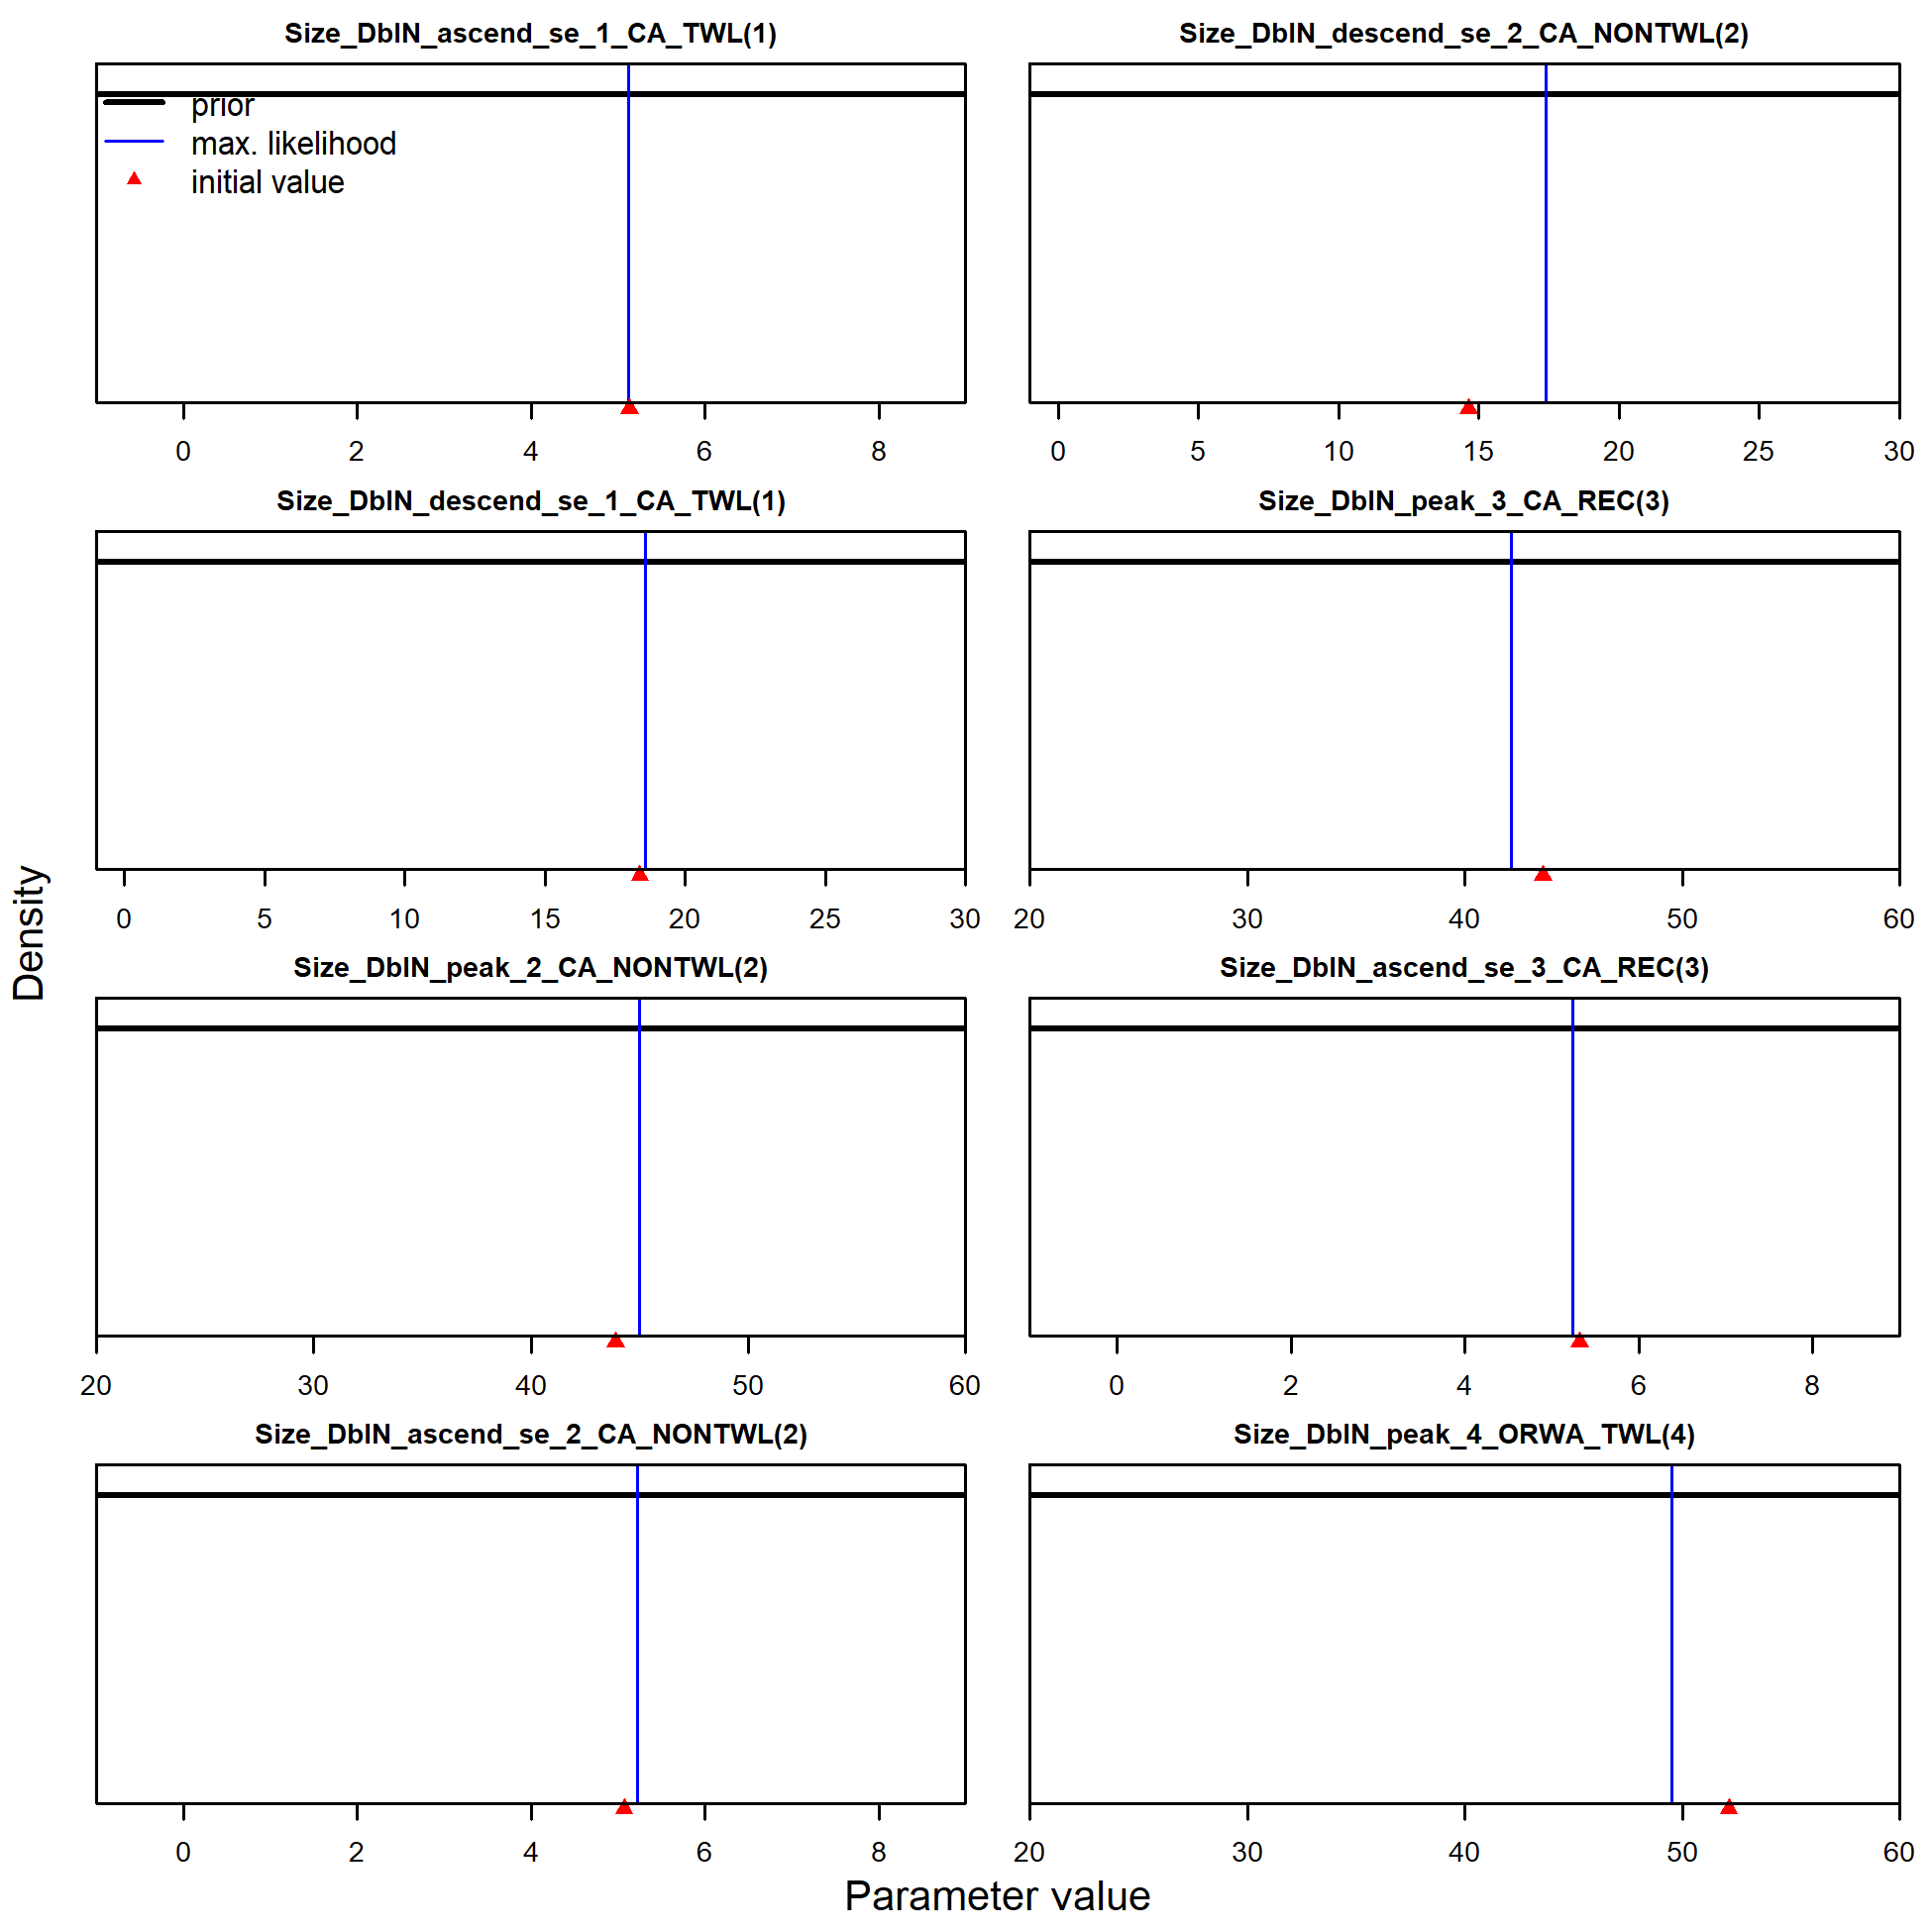 Size_DblN_ascend_se_1_CA_TWL(1)
prior
max. likelihood
initial value
0 2 4 6 8
Size_DblN_descend_se_2_CA_NONTWL(2)
0 5 10 15 20 25 30
Size_DblN_descend_se_1_CA_TWL(1)
0 5 10 15 20 25 30
Size_DblN_peak_3_CA_REC(3)
20 30 40 50 60
Size_DblN_peak_2_CA_NONTWL(2)
20 30 40 50 60
Size_DblN_ascend_se_3_CA_REC(3)
0 2 4 6 8
Size_DblN_ascend_se_2_CA_NONTWL(2)
0 2 4 6 8
Size_DblN_peak_4_ORWA_TWL(4)
20 30 40 50 60
Density
Parameter value